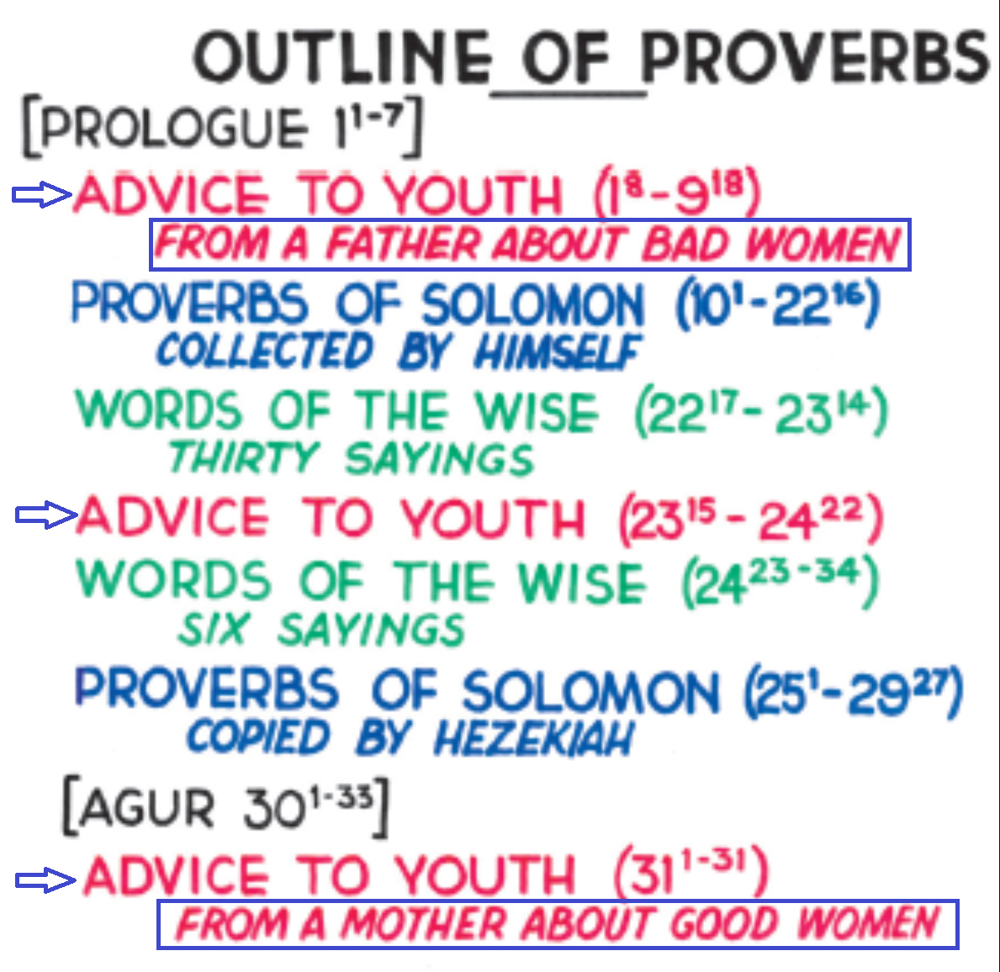 OUTLINE OF PROVERBS
[PROLOGUE 1¹⁻⁷]
ADVICE TO YOUTH (1⁸-9¹⁸)
FROM A FATHER ABOUT BAD WOMEN
PROVERBS OF SOLOMON (10¹-22¹⁶)
COLLECTED BY HIMSELF
WORDS OF THE WISE (22¹⁷-23¹⁴)
THIRTY SAYINGS
ADVICE TO YOUTH (23¹⁵-24²²)
WORDS OF THE WISE (24²³⁻³⁴)
SIX SAYINGS
PROVERBS OF SOLOMON (25¹-29²⁷)
COPIED BY HEZEKIAH
[AGUR 30¹⁻³³]
ADVICE TO YOUTH (31¹⁻³¹)
FROM A MOTHER ABOUT GOOD WOMEN